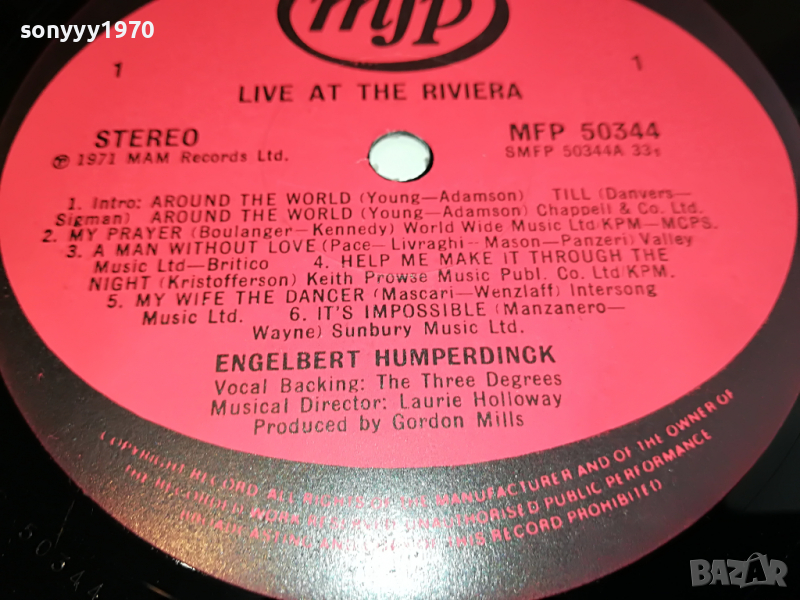 sonyyy1970
mfp
1
1
LIVE AT THE RIVIERA
STEREO
MFP 50344
℗ 1971 MAM Records Ltd.
SMFP 50344A 33⅓
1. Intro: AROUND THE WORLD (Young—Adamson) TILL (Danvers—
Sigman) AROUND THE WORLD (Young—Adamson) Chappell & Co. Ltd.
2. MY PRAYER (Boulanger—Kennedy) World Wide Music Ltd/KPM—MCPS.
3. A MAN WITHOUT LOVE (Pace—Livraghi—Mason—Panzeri) Valley
Music Ltd—Britico 4. HELP ME MAKE IT THROUGH THE
NIGHT (Kristofferson) Keith Prowse Music Publ. Co. Ltd/KPM.
5. MY WIFE THE DANCER (Mascari—Wenzlaff) Intersong
Music Ltd. 6. IT'S IMPOSSIBLE (Manzanero—
Wayne) Sunbury Music Ltd.
ENGELBERT HUMPERDINCK
Vocal Backing: The Three Degrees
Musical Director: Laurie Holloway
Produced by Gordon Mills
COPYRIGHT RECORD ALL RIGHTS OF THE MANUFACTURER AND OF THE OWNER OF
THE RECORDED WORK RESERVED UNAUTHORISED PUBLIC PERFORMANCE
THIS RECORD PROHIBITED
50344
BAZAR